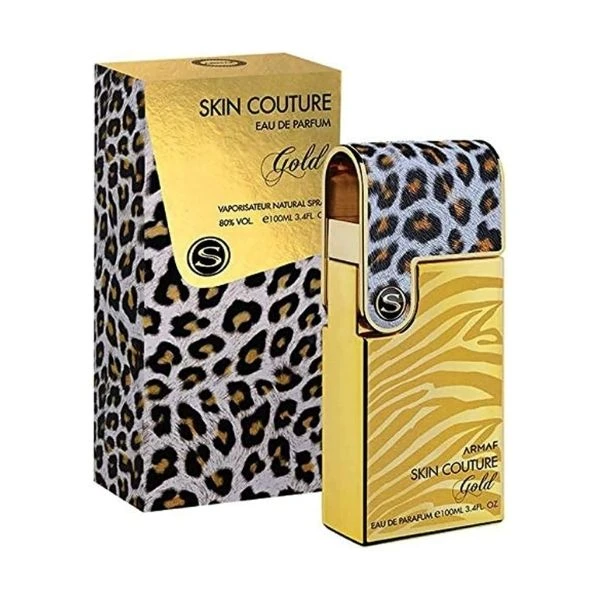 SKIN COUTURE
EAU DE PARFUM
Gold
VAPORISATEUR NATURAL SPRA
80% VOL. ℮100ML 3.4FL. O
S
S
ARMAF
SKIN COUTURE
Gold
EAU DE PARAFUM ℮100ML 3.4FL. OZ